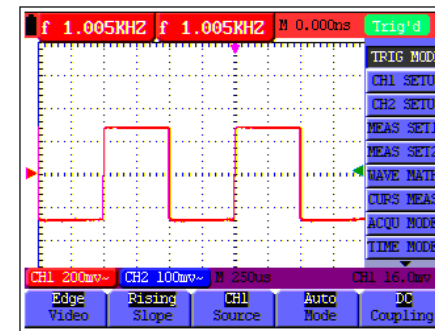 f 1.005KHZ f 1.005KHZ M 0.000ns Trig'd
TRIG MOD
CH1 SETU
CH2 SETU
MEAS SET1
MEAS SET2
WAVE MATH
CURS MEAS
ACQU MODE
TIME MODE
CH1 200mv~ CH2 100mv~ M 250us CH1 16.0mv
Edge Rising CH1 Auto DC
Video Slope Source Mode Coupling